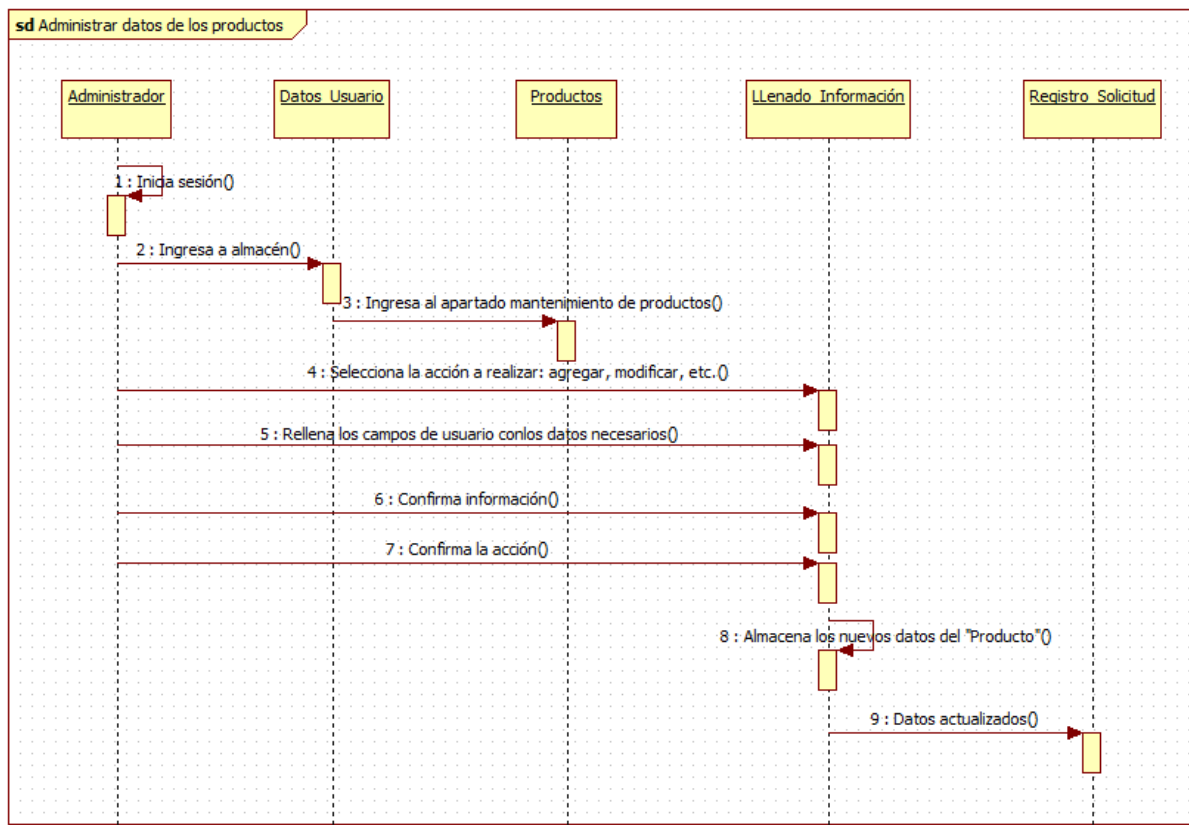 sd Administrar datos de los productos
Administrador
Datos_Usuario
Productos
LLenado_Información
Registro_Solicitud
1 : Inicia sesión()
2 : Ingresa a almacén()
3 : Ingresa al apartado mantenimiento de productos()
4 : Selecciona la acción a realizar: agregar, modificar, etc.()
5 : Rellena los campos de usuario conlos datos necesarios()
6 : Confirma información()
7 : Confirma la acción()
8 : Almacena los nuevos datos del "Producto"()
9 : Datos actualizados()